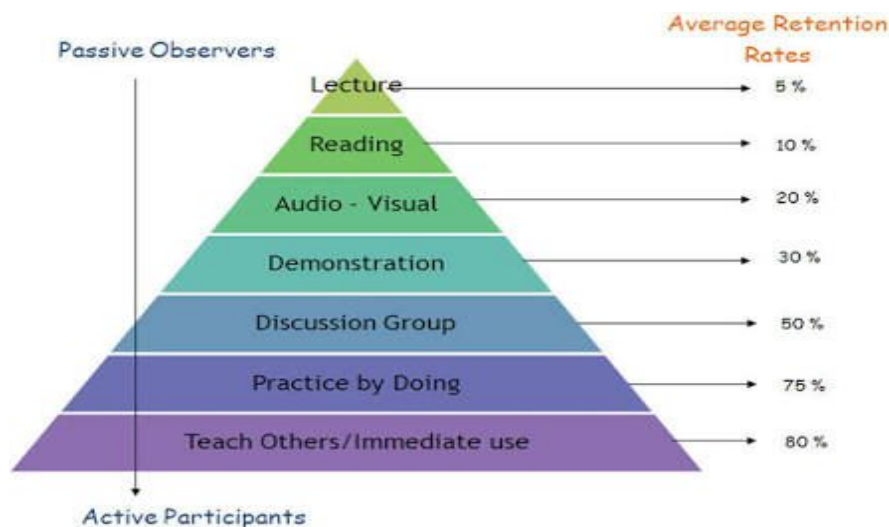 Average Retention
Rates
Passive Observers
Lecture 5 %
Reading 10 %
Audio - Visual 20 %
Demonstration 30 %
Discussion Group 50 %
Practice by Doing 75 %
Teach Others/Immediate use 80 %
Active Participants